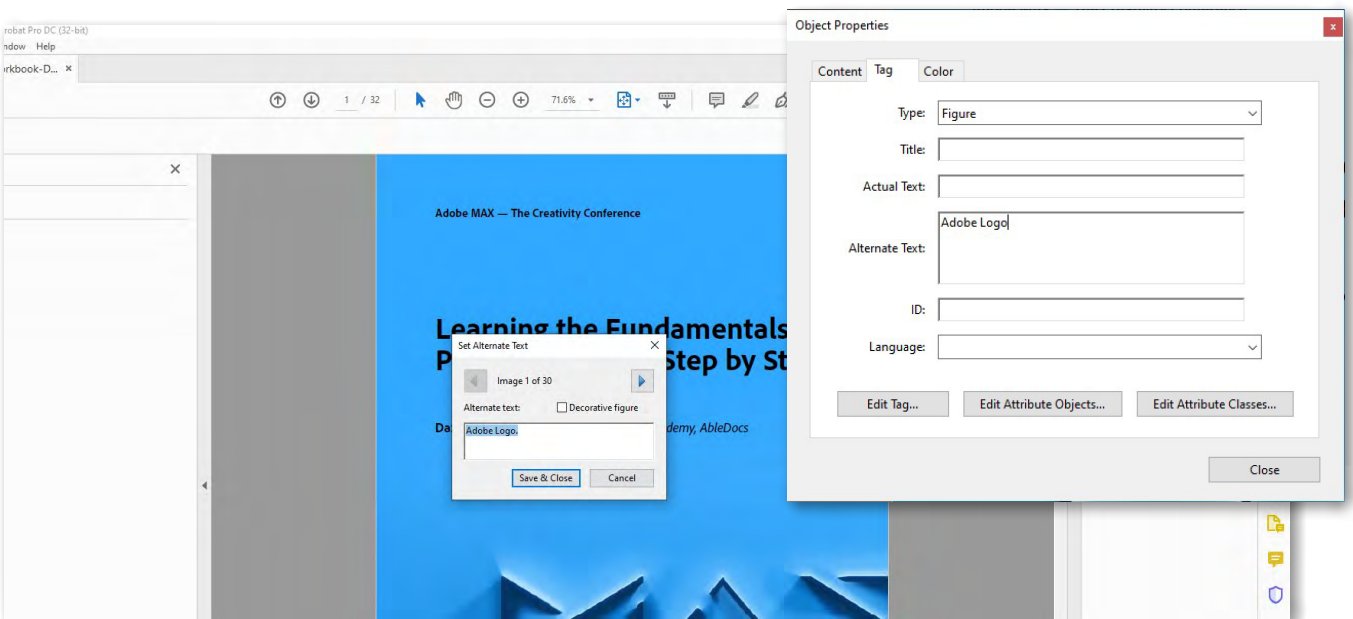 robat Pro DC (32-bit)
ndow Help
orkbook-D... ×
1 / 32
71.6%
Adobe MAX — The Creativity Conference
Learning the Fundamentals
P Step by St
Da demy, AbleDocs
Set Alternate Text
Image 1 of 30
Alternate text: Decorative figure
Adobe Logo.
Save & Close Cancel
MAX
Object Properties
Content Tag Color
Type: Figure
Title:
Actual Text:
Alternate Text: Adobe Logo
ID:
Language:
Edit Tag... Edit Attribute Objects... Edit Attribute Classes...
Close